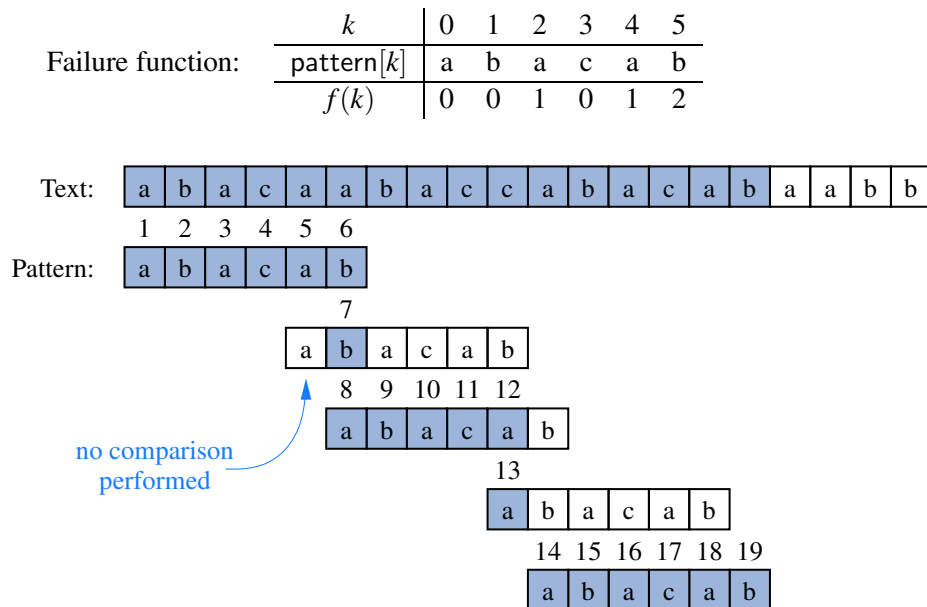 k 0 1 2 3 4 5
Failure function: pattern[k] a b a c a b
f(k) 0 0 1 0 1 2
Text: a b a c a a b a c c a b a c a b a a b b
1 2 3 4 5 6
Pattern: a b a c a b
7
a b a c a b
8 9 10 11 12
a b a c a b
no comparison
performed
13
a b a c a b
14 15 16 17 18 19
a b a c a b